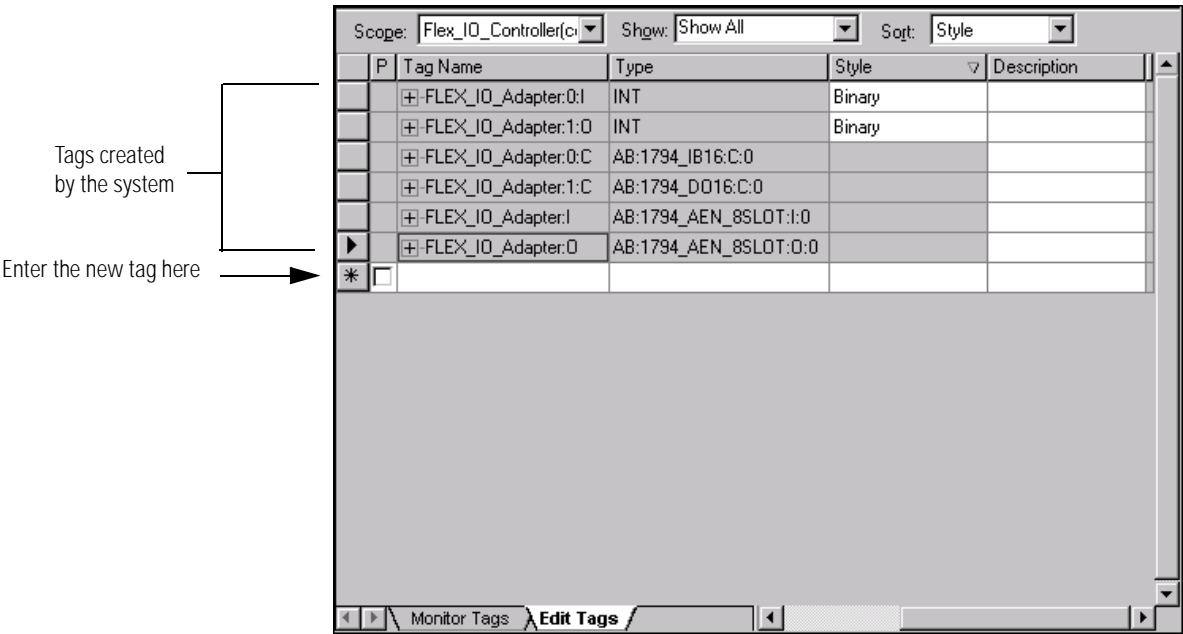 Scope: Flex_IO_Controller(c Show: Show All Sort: Style
P Tag Name Type Style Description
FLEX_IO_Adapter:0:I INT Binary
FLEX_IO_Adapter:1:O INT Binary
FLEX_IO_Adapter:0:C AB:1794_IB16:C:0
FLEX_IO_Adapter:1:C AB:1794_DO16:C:0
FLEX_IO_Adapter:I AB:1794_AEN_8SLOT:I:0
FLEX_IO_Adapter:O AB:1794_AEN_8SLOT:O:0
Tags created
by the system
Enter the new tag here
Monitor Tags Edit Tags